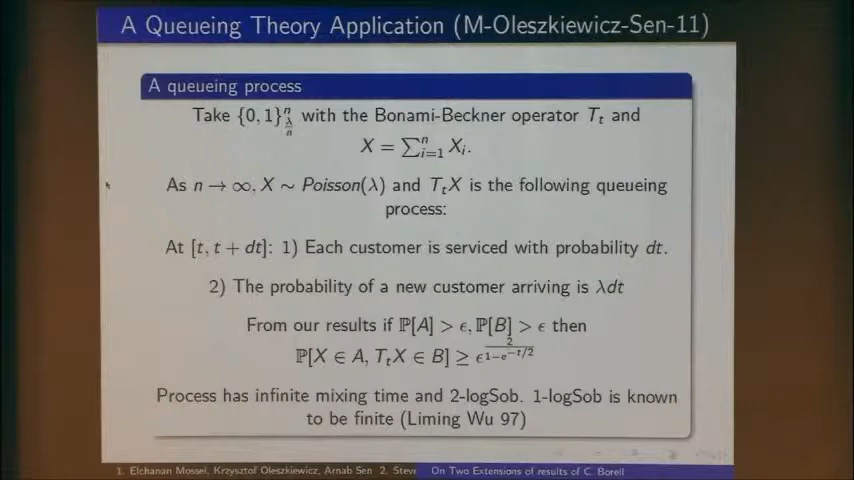 A Queueing Theory Application (M-Oleszkiewicz-Sen-11)
A queueing process
Take {0, 1}ⁿ_{λ/n} with the Bonami-Beckner operator T_t and
X = ∑ⁿ_{i=1} X_i.
As n → ∞, X ∼ Poisson(λ) and T_tX is the following queueing
process:
At [t, t + dt]: 1) Each customer is serviced with probability dt.
2) The probability of a new customer arriving is λdt
From our results if ℙ[A] > ϵ, ℙ[B] > ϵ then
ℙ[X ∈ A, T_tX ∈ B] ≥ ϵ^{2/(1−e^{−t/2})}
Process has infinite mixing time and 2-logSob. 1-logSob is known
to be finite (Liming Wu 97)
1. Elchanan Mossel, Krzysztof Oleszkiewicz, Arnab Sen 2. Steve On Two Extensions of results of C. Borell